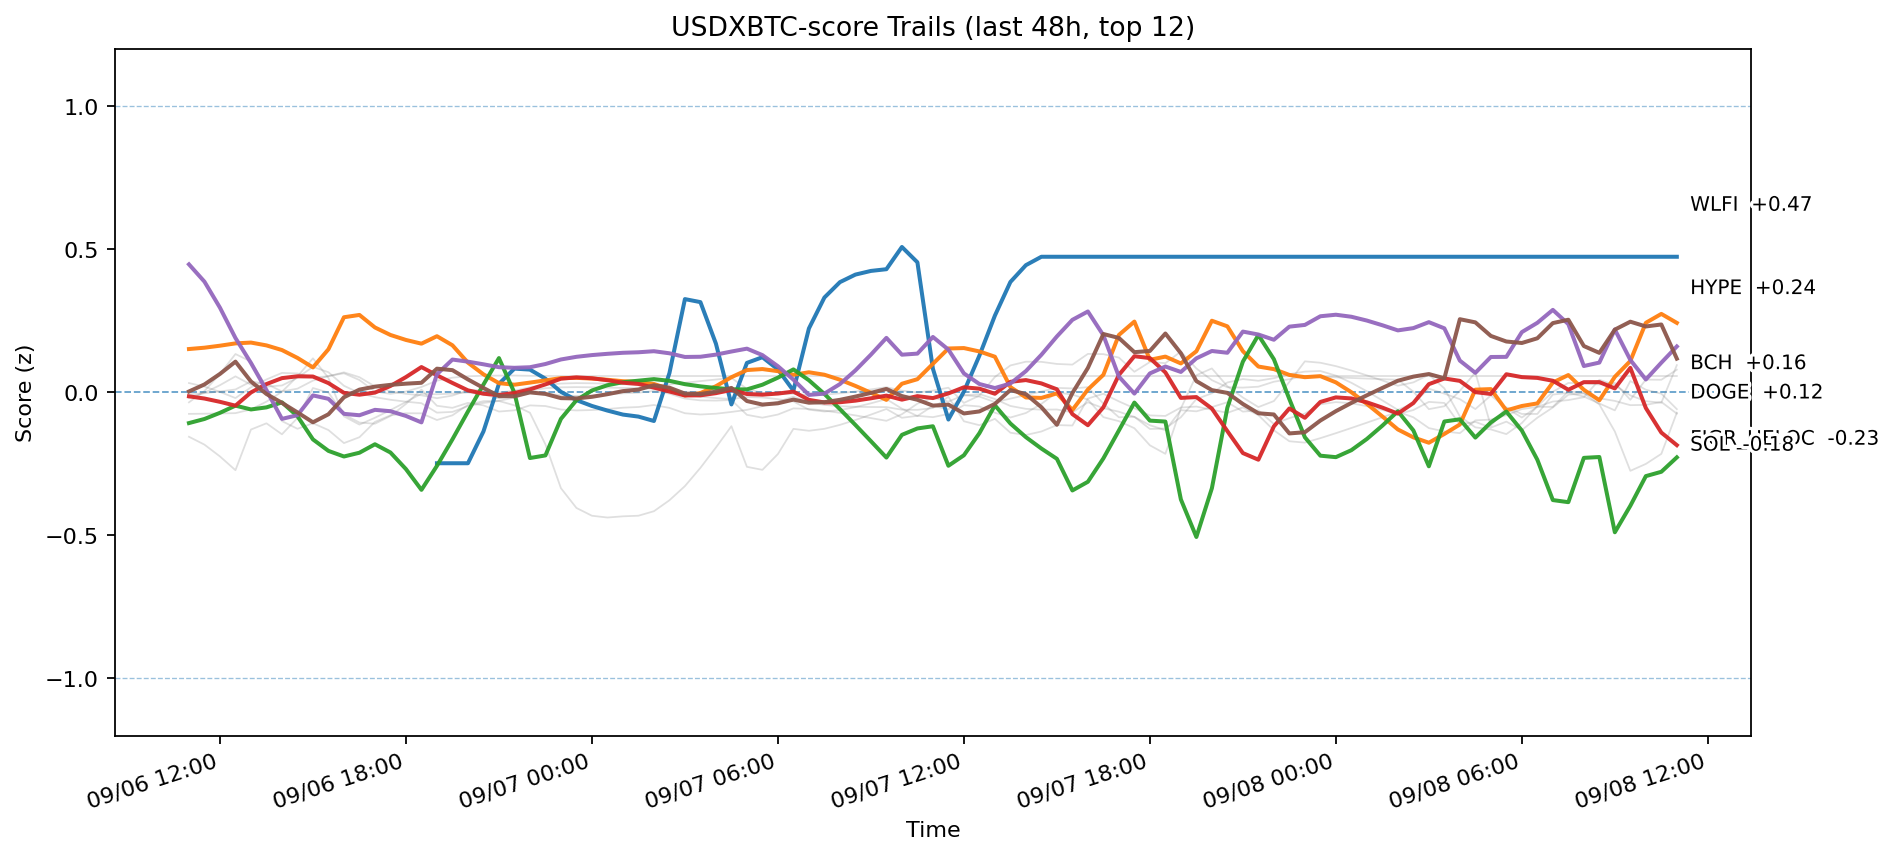 USDXBTC-score Trails (last 48h, top 12)
Score (z)
1.0
0.5
0.0
−0.5
−1.0
WLFI +0.47
HYPE +0.24
BCH +0.16
DOGE +0.12
-0.23
SOL -0.18
09/06 12:00
09/06 18:00
09/07 00:00
09/07 06:00
09/07 12:00
09/07 18:00
09/08 00:00
09/08 06:00
09/08 12:00
Time